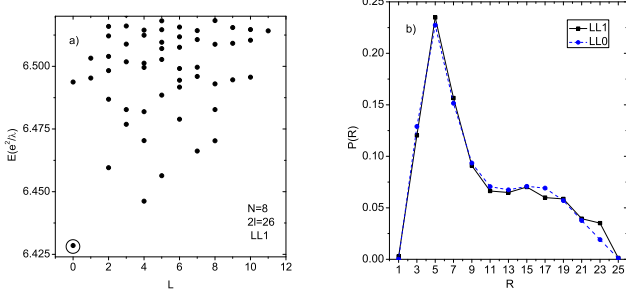 a)
E(e²/λ)
6.500
6.475
6.450
6.425
0 2 4 6 8 10 12
L
N=8
2l=26
LL1
b)
LL1
LL0
P(R)
0.25
0.20
0.15
0.10
0.05
0.00
1 3 5 7 9 11 13 15 17 19 21 23 25
R